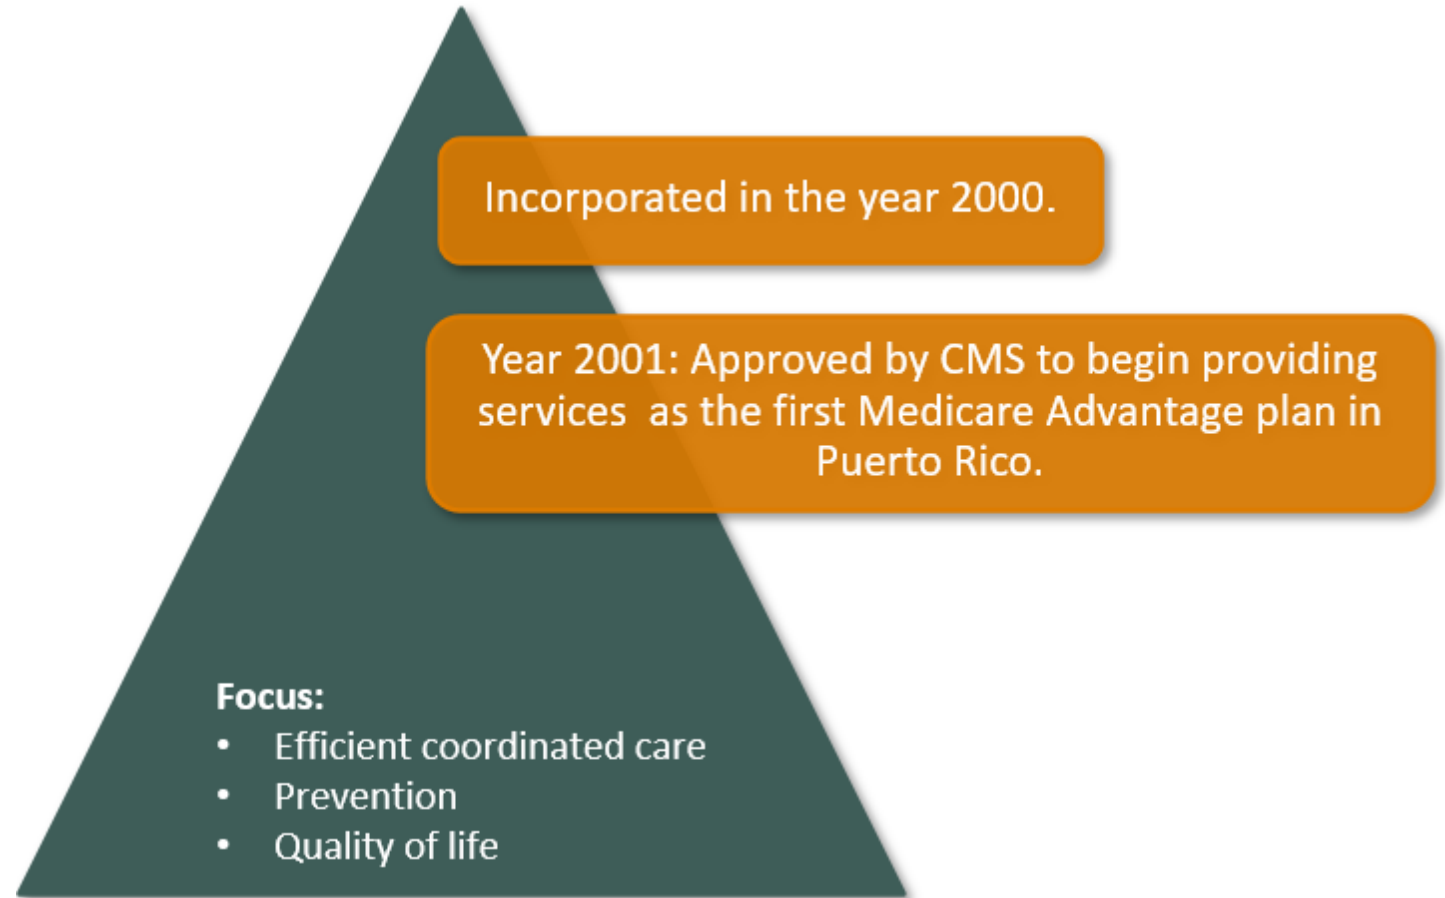 Incorporated in the year 2000.
Year 2001: Approved by CMS to begin providing
services  as the first Medicare Advantage plan in
Puerto Rico.
Focus:
• Efficient coordinated care
• Prevention
• Quality of life